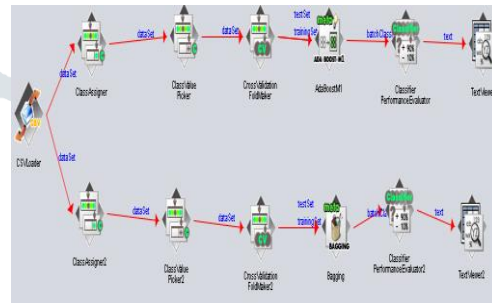 dataSet
dataSet
dataSet
dataSet
testSet
trainingSet
batchClass
text
ClassAssigner
ClassValue
Picker
CrossValidation
FoldMaker
AdaBoostM1
Classifier
PerformanceEvaluator
TextViewer
CSVLoader
dataSet
dataSet
dataSet
testSet
trainingSet
text
ClassAssigner2
ClassValue
Picker2
CrossValidation
FoldMaker2
Bagging
Classifier
PerformanceEvaluator2
TextViewer2